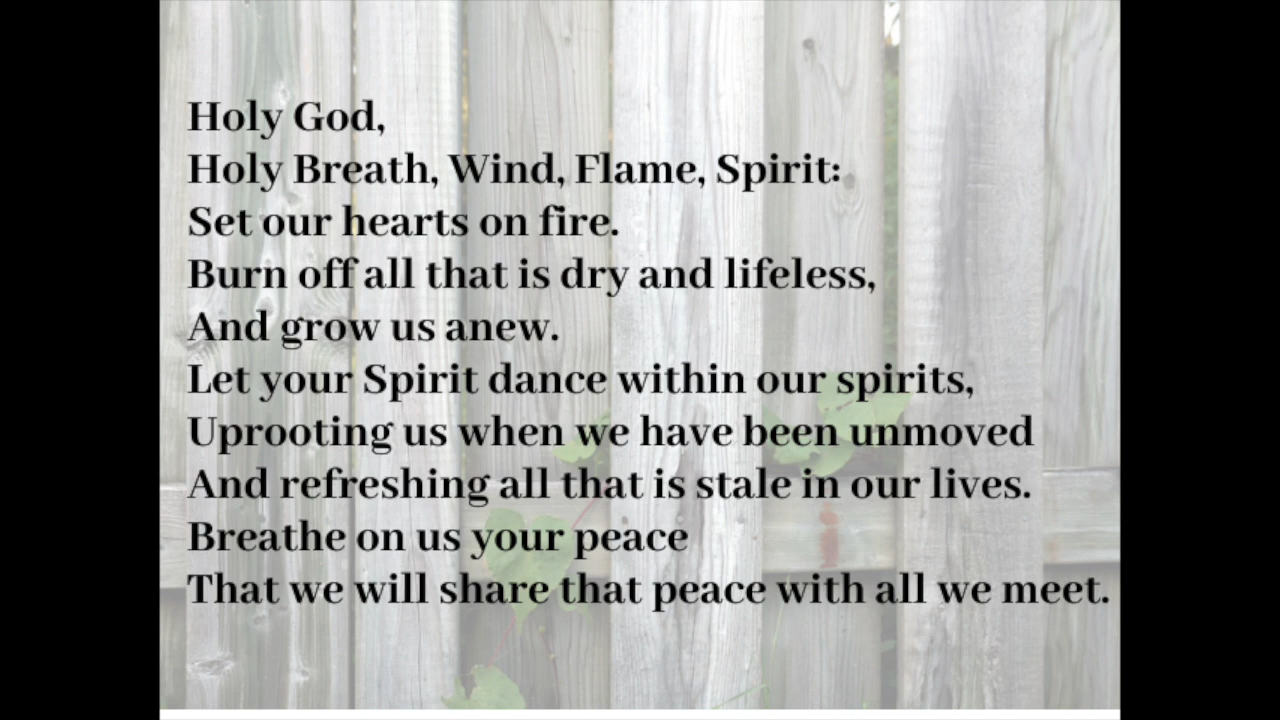 Holy God,
Holy Breath, Wind, Flame, Spirit:
Set our hearts on fire.
Burn off all that is dry and lifeless,
And grow us anew.
Let your Spirit dance within our spirits,
Uprooting us when we have been unmoved
And refreshing all that is stale in our lives.
Breathe on us your peace
That we will share that peace with all we meet.